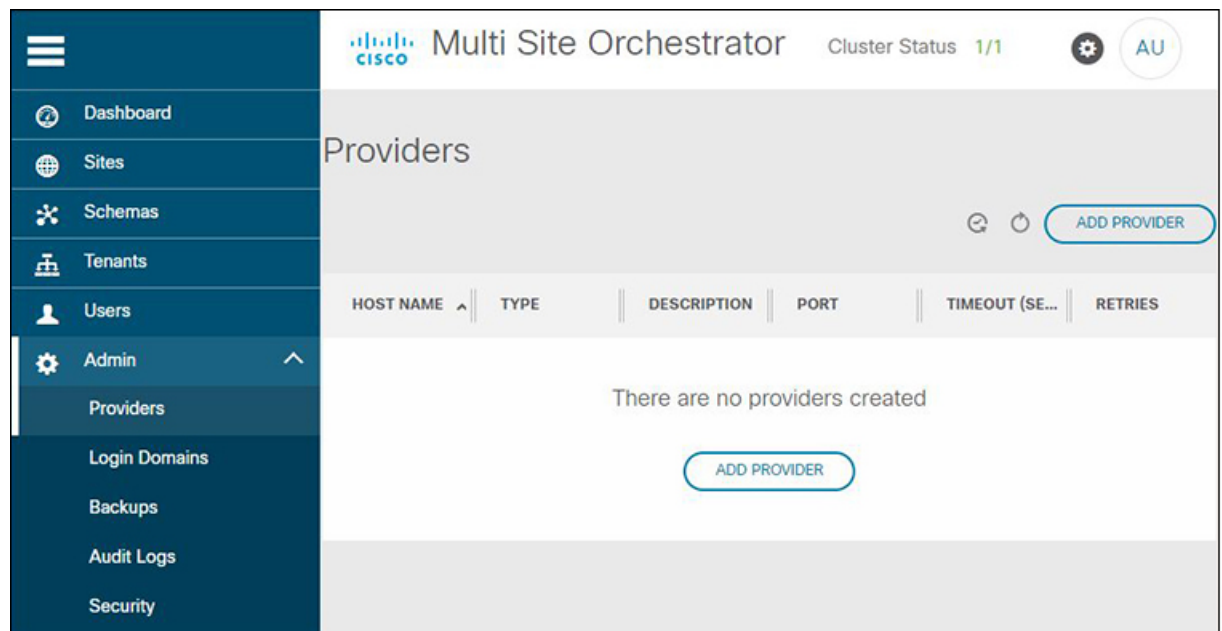 CISCO Multi Site Orchestrator Cluster Status 1/1 AU
Dashboard
Sites
Schemas
Tenants
Users
Admin
Providers
Login Domains
Backups
Audit Logs
Security
Providers
ADD PROVIDER
HOST NAME TYPE DESCRIPTION PORT TIMEOUT (SE... RETRIES
There are no providers created
ADD PROVIDER